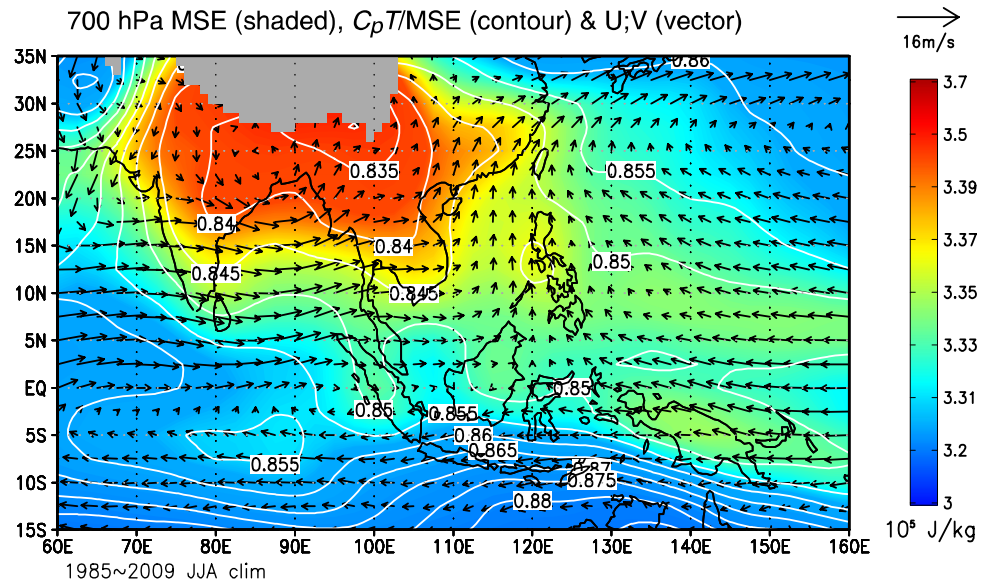 700 hPa MSE (shaded), CpT/MSE (contour) & U;V (vector)
16m/s
35N
30N
25N
20N
15N
10N
5N
EQ
5S
10S
15S
60E 70E 80E 90E 100E 110E 120E 130E 140E 150E 160E
0.86
0.835
0.855
0.84
0.84
0.85
0.845
0.845
0.85
0.85
0.855
0.86
0.865
0.855
0.87
0.875
0.88
3.7
3.5
3.39
3.37
3.35
3.33
3.31
3.2
3
10⁵ J/kg
1985~2009 JJA clim